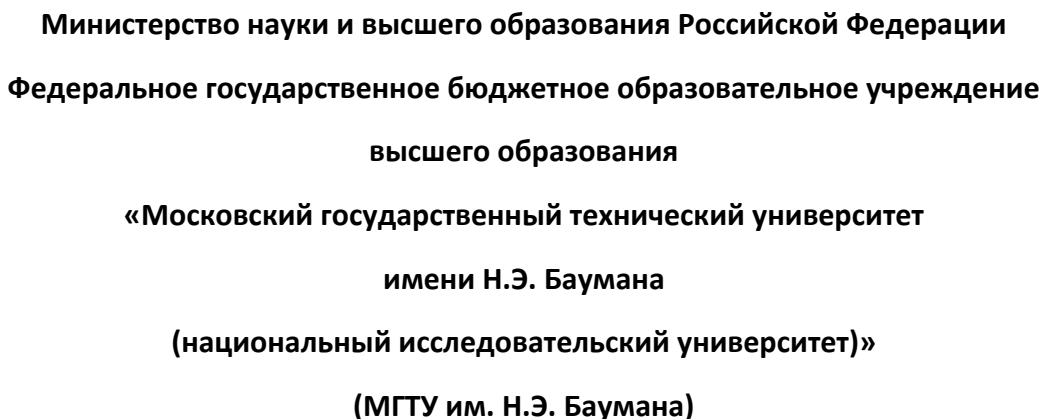 Министерство науки и высшего образования Российской Федерации
Федеральное государственное бюджетное образовательное учреждение
высшего образования
«Московский государственный технический университет
имени Н.Э. Баумана
(национальный исследовательский университет)»
(МГТУ им. Н.Э. Баумана)